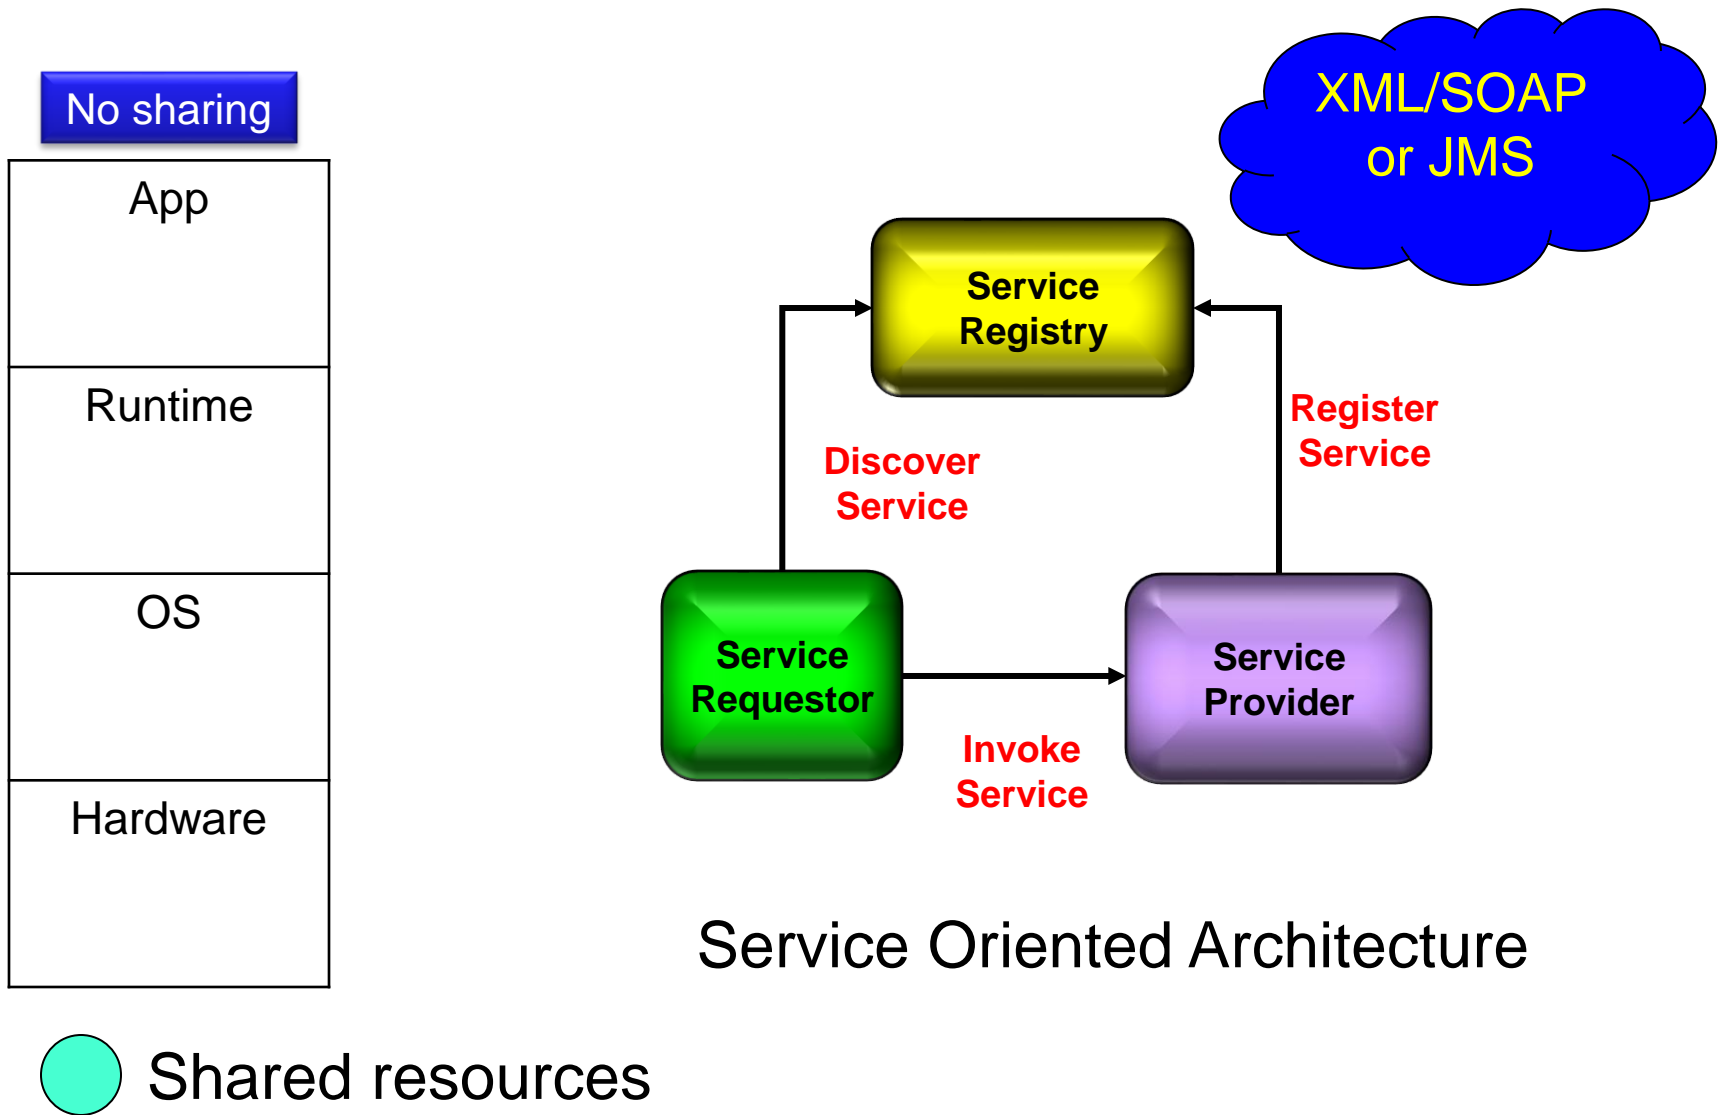 No sharing
App
Runtime
OS
Hardware
XML/SOAP
or JMS
Service
Registry
Register
Service
Discover
Service
Service
Requestor
Service
Provider
Invoke
Service
Service Oriented Architecture
Shared resources